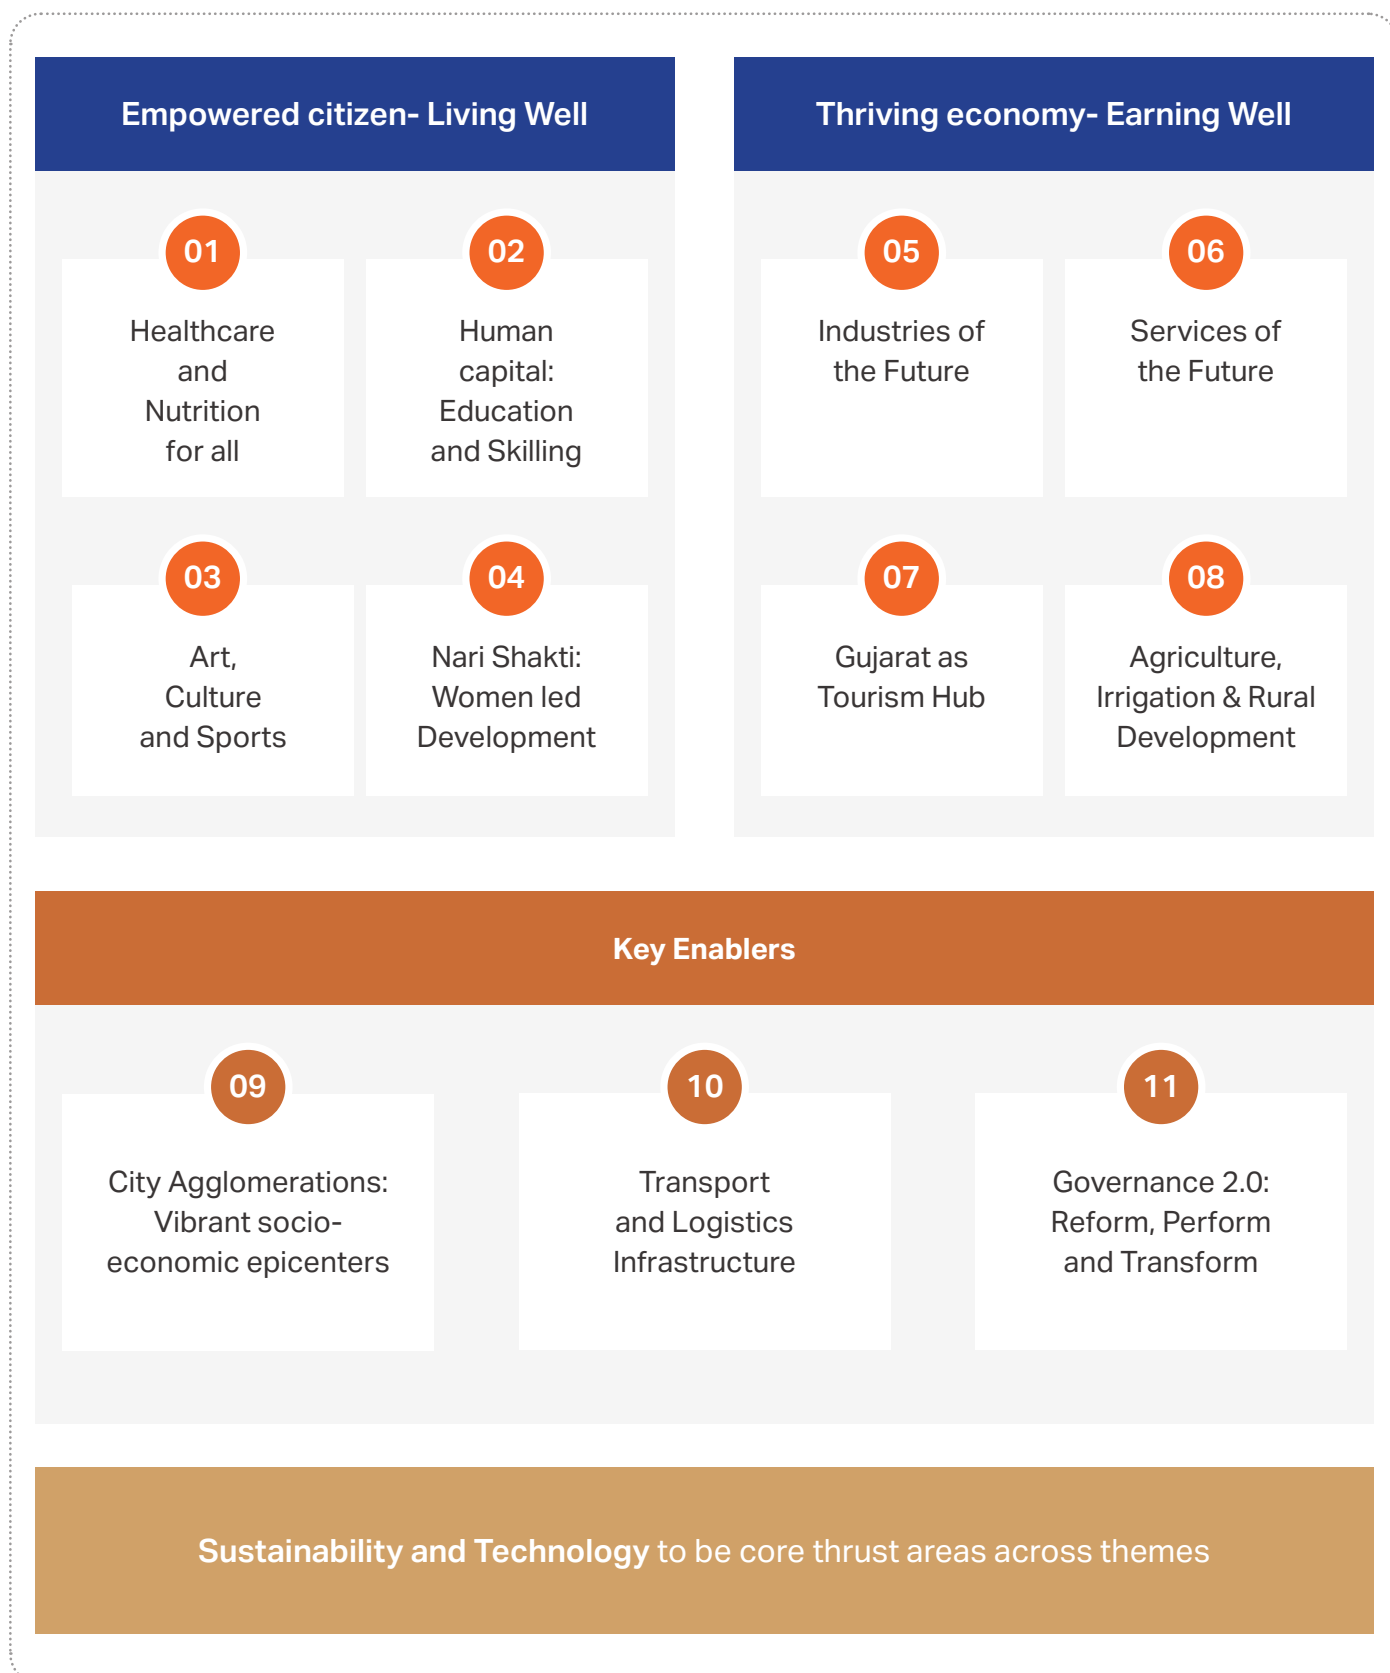 Empowered citizen- Living Well
01
Healthcare
and
Nutrition
for all
02
Human
capital:
Education
and Skilling
03
Art,
Culture
and Sports
04
Nari Shakti:
Women led
Development
Thriving economy- Earning Well
05
Industries of
the Future
06
Services of
the Future
07
Gujarat as
Tourism Hub
08
Agriculture,
Irrigation & Rural
Development
Key Enablers
09
City Agglomerations:
Vibrant socio-
economic epicenters
10
Transport
and Logistics
Infrastructure
11
Governance 2.0:
Reform, Perform
and Transform
Sustainability and Technology to be core thrust areas across themes